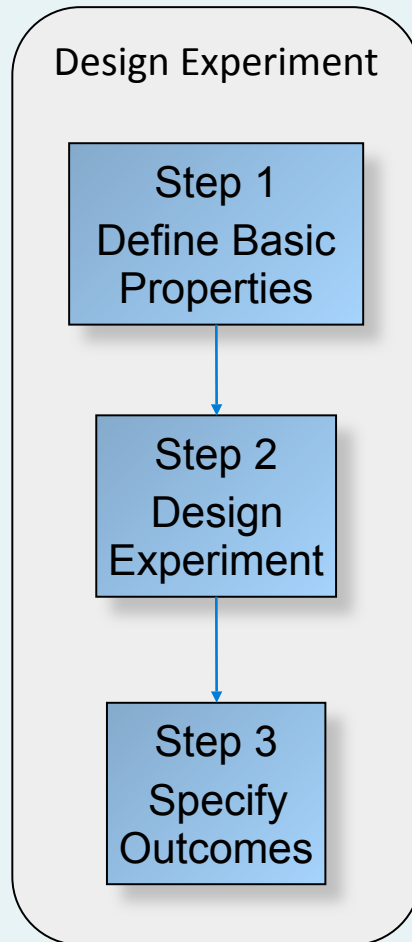 Design Experiment
Step 1
Define Basic
Properties
Step 2
Design
Experiment
Step 3
Specify
Outcomes